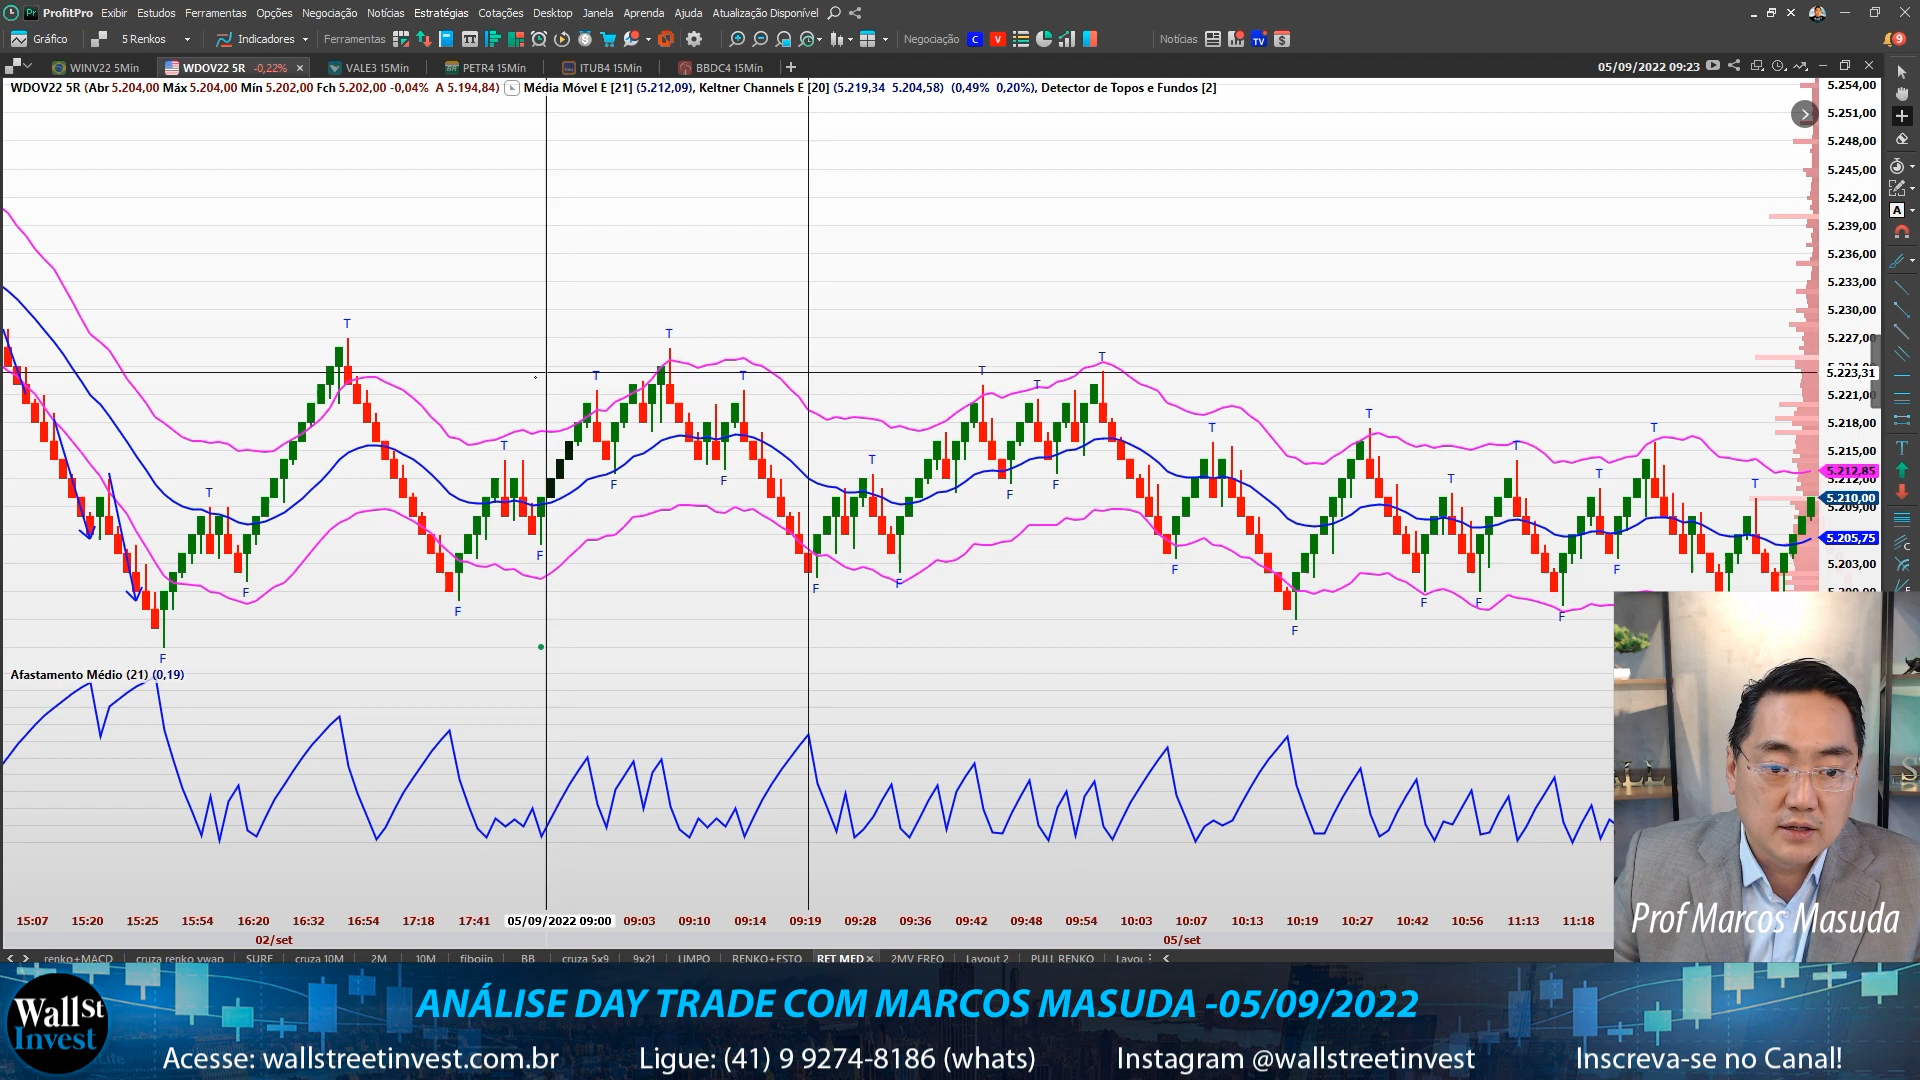 ProfitPro Exibir Estudos Ferramentas Opções Negociação Notícias Estratégias Cotações Desktop Janela Aprenda Ajuda Atualização Disponível
Gráfico 5 Renkos Indicadores Ferramentas Negociação C V Notícias TV $ 9
WINV22 5Min WDOV22 5R -0,22% × VALE3 15Min PETR4 15Min ITUB4 15Min BBDC4 15Min + 05/09/2022 09:23
WDOV22 5R (Abr 5.204,00 Máx 5.204,00 Mín 5.202,00 Fch 5.202,00 -0,04% A 5.194,84) Média Móvel E [21] (5.212,09), Keltner Channels E [20] (5.219,34 5.204,58) (0,49% 0,20%), Detector de Topos e Fundos [2]
5.254,00
5.251,00
5.248,00
5.245,00
5.242,00
5.239,00
5.236,00
5.233,00
5.230,00
5.227,00
5.223,31
5.221,00
5.218,00
5.215,00
5.212,85
5.212,00
5.210,00
5.209,00
5.205,75
5.203,00
Afastamento Médio (21) (0,19)
15:07 15:20 15:25 15:54 16:20 16:32 16:54 17:18 17:41 05/09/2022 09:00 09:03 09:10 09:14 09:19 09:28 09:36 09:42 09:48 09:54 10:03 10:07 10:13 10:19 10:27 10:42 10:56 11:13 11:18
02/set 05/set
renko+MACD cruza renko vwap SURF cruza 10M 2M 10M fibolin BB cruza 5x9 9x21 LIMPO RENKO+ESTO RET MED × 2MV FREQ Layout 2 PULL RENKO Layou
Prof Marcos Masuda
Wall St Invest
ANÁLISE DAY TRADE COM MARCOS MASUDA -05/09/2022
Acesse: wallstreetinvest.com.br Ligue: (41) 9 9274-8186 (whats) Instagram @wallstreetinvest Inscreva-se no Canal!